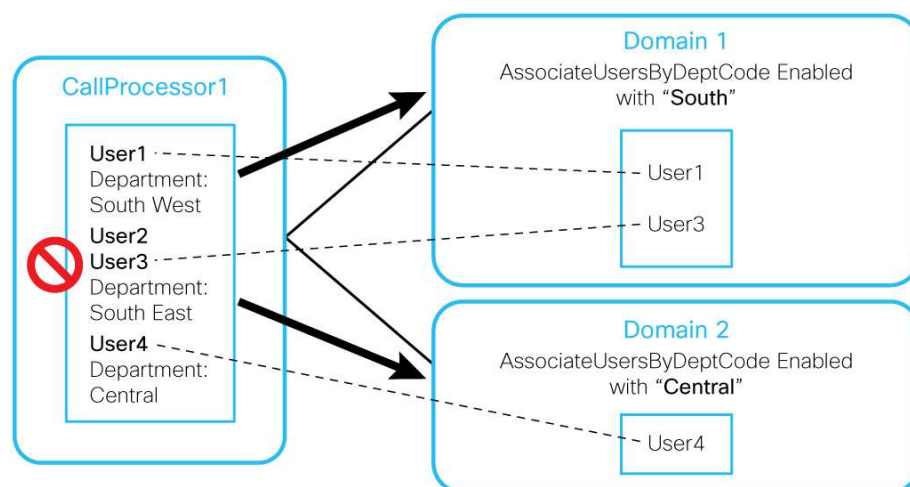 CallProcessor1
User1
Department:
South West
User2
User3
Department:
South East
User4
Department:
Central
Domain 1
AssociateUsersByDeptCode Enabled
with “South”
User1
User3
Domain 2
AssociateUsersByDeptCode Enabled
with “Central”
User4